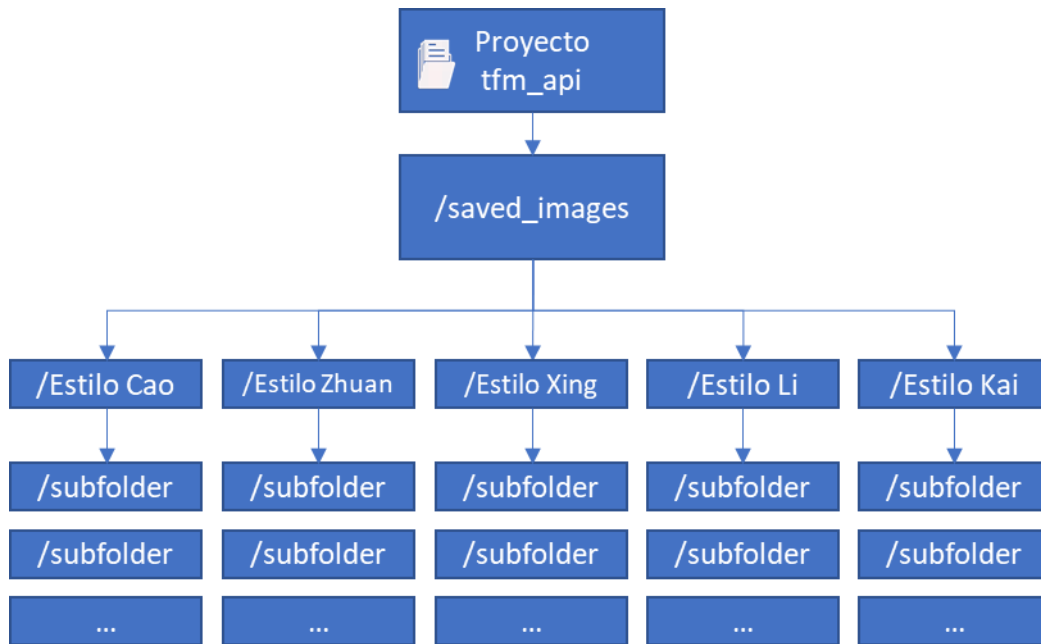 Proyecto
tfm_api
/saved_images
/Estilo Cao
/Estilo Zhuan
/Estilo Xing
/Estilo Li
/Estilo Kai
/subfolder
/subfolder
/subfolder
/subfolder
/subfolder
/subfolder
/subfolder
/subfolder
/subfolder
/subfolder
...
...
...
...
...